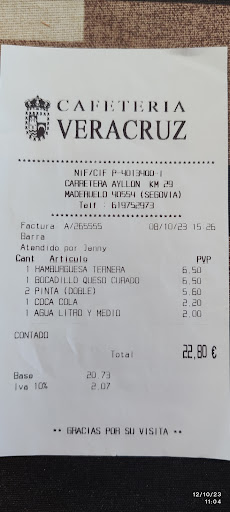 CAFETERIA
VERACRUZ
NIF/CIF P-4013400-I
CARRETERA AYLLON KM 29
MADERUELO 40554 (SEGOVIA)
Telf : 619752973
Factura A/265555 08/10/23 15:26
Barra
Atendido por Jenny
Cant Artículo PVP
1 HAMBURGUESA TERNERA 6,50
1 BOCADILLO QUESO CURADO 6,50
2 PINTA (DOBLE) 5,60
1 COCA COLA 2,20
1 AGUA LITRO Y MEDIO 2,00
CONTADO
Total 22,80 €
Base 20.73
Iva 10% 2,07
** GRACIAS POR SU VISITA **
12/10/23
11:04